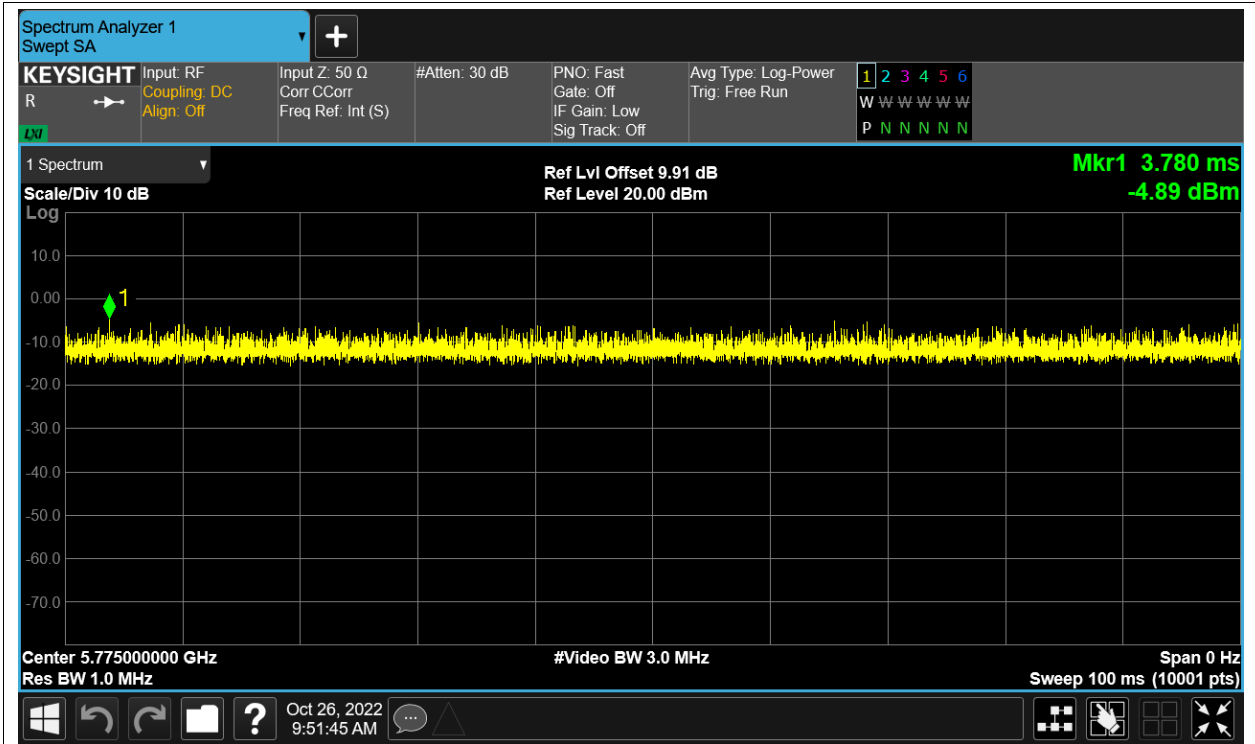 Spectrum Analyzer 1
Swept SA
KEYSIGHT
R
LXI
Input: RF
Coupling: DC
Align: Off
Input Z: 50 Ω
Corr CCorr
Freq Ref: Int (S)
#Atten: 30 dB
PNO: Fast
Gate: Off
IF Gain: Low
Sig Track: Off
Avg Type: Log-Power
Trig: Free Run
1 2 3 4 5 6
W W W W W W
P N N N N N
1 Spectrum
Scale/Div 10 dB
Ref Lvl Offset 9.91 dB
Ref Level 20.00 dBm
Mkr1 3.780 ms
-4.89 dBm
Log
10.0
0.00
1
-10.0
-20.0
-30.0
-40.0
-50.0
-60.0
-70.0
Center 5.775000000 GHz
Res BW 1.0 MHz
#Video BW 3.0 MHz
Span 0 Hz
Sweep 100 ms (10001 pts)
?
Oct 26, 2022
9:51:45 AM